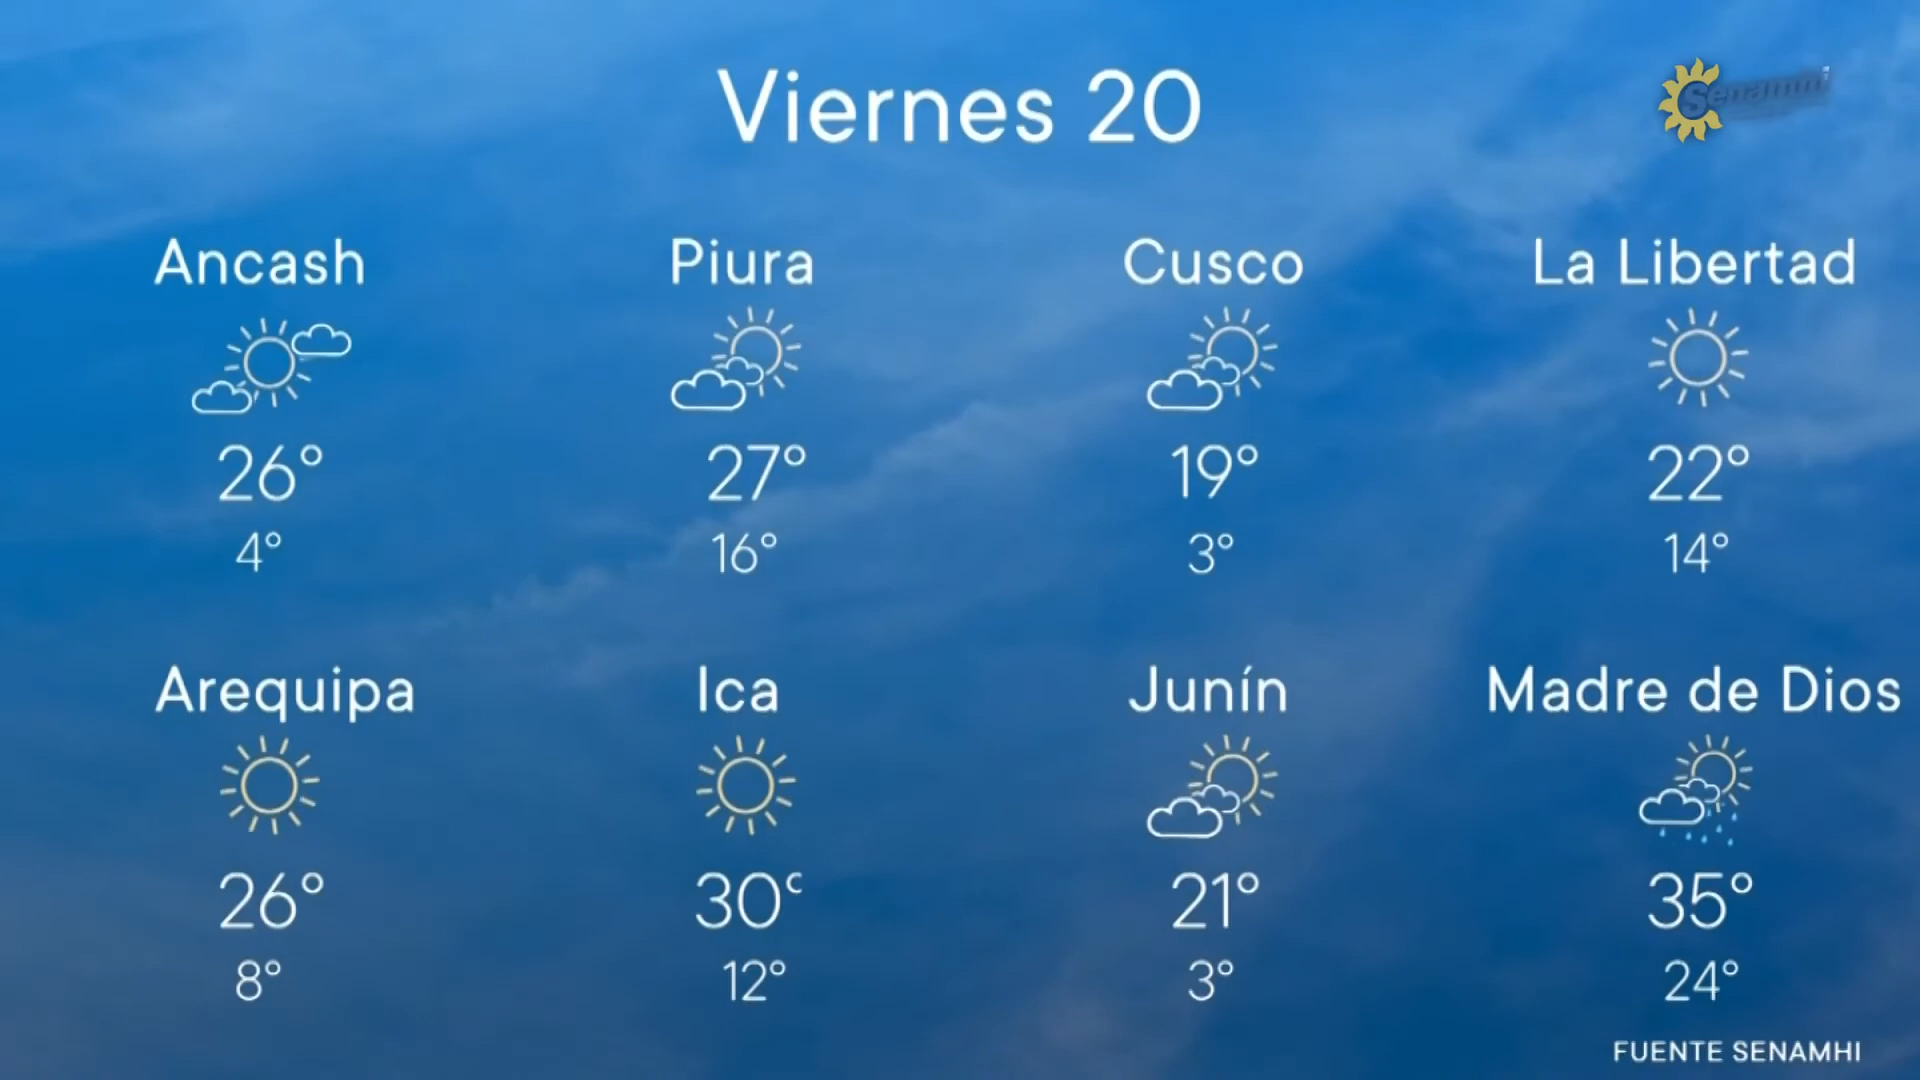 Viernes 20
Senamhi
Ancash
26°
4°
Piura
27°
16°
Cusco
19°
3°
La Libertad
22°
14°
Arequipa
26°
8°
Ica
30°
12°
Junín
21°
3°
Madre de Dios
35°
24°
FUENTE SENAMHI